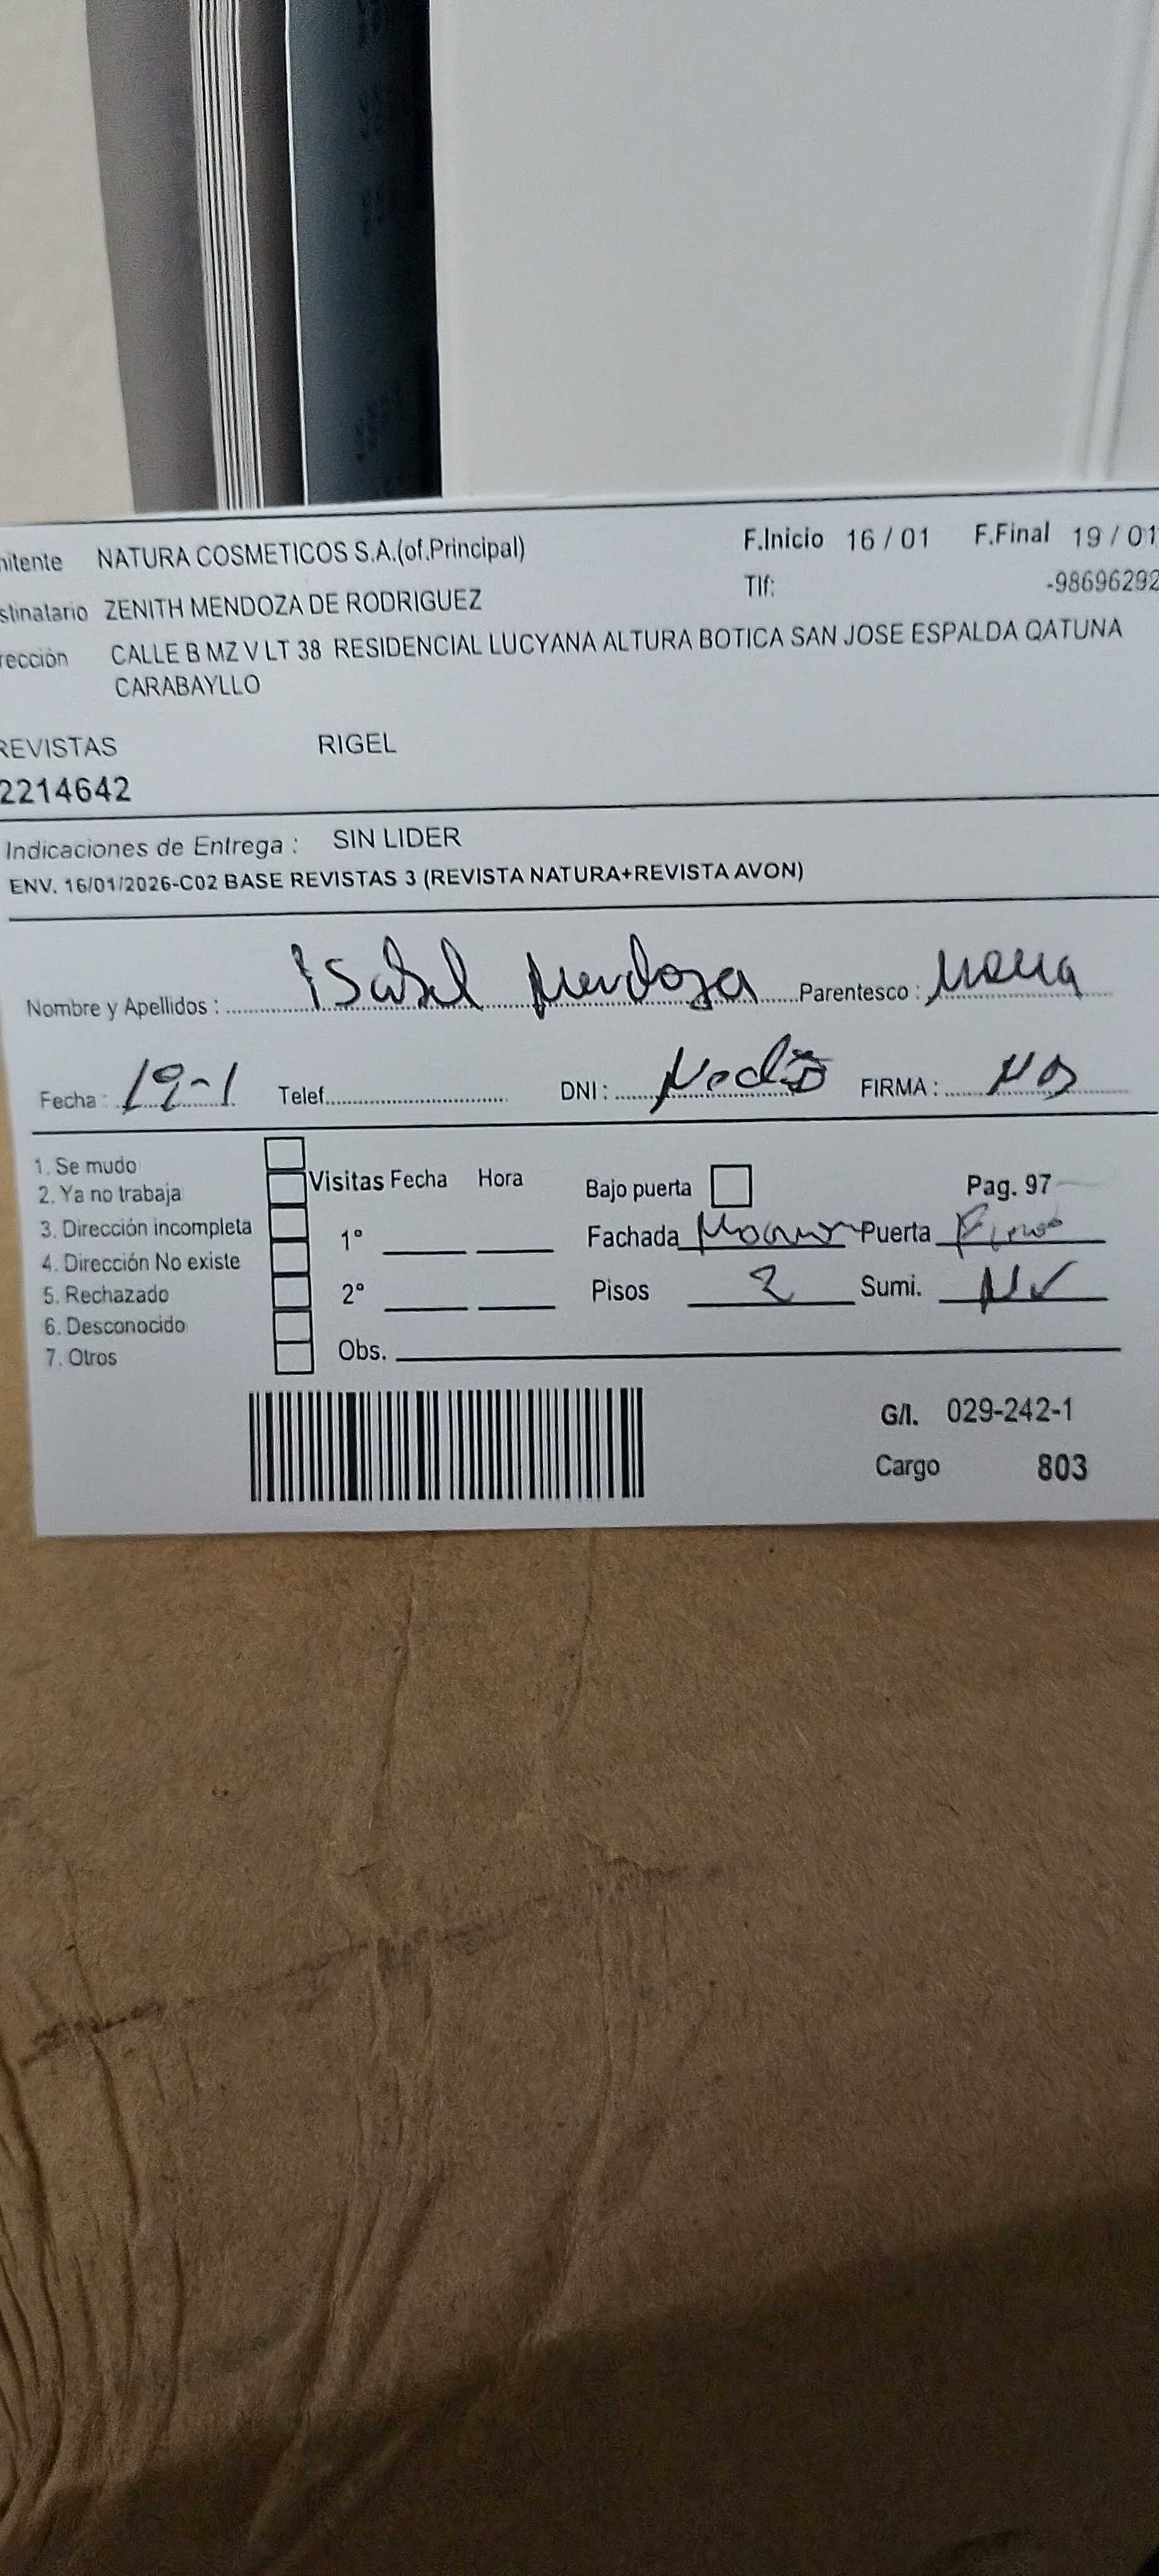 mitente NATURA COSMETICOS S.A.(of.Principal) F.Inicio 16 / 01 F.Final 19 / 01
stinatario ZENITH MENDOZA DE RODRIGUEZ Tlf: -98696292
rección CALLE B MZ V LT 38 RESIDENCIAL LUCYANA ALTURA BOTICA SAN JOSE ESPALDA QATUNA
CARABAYLLO
REVISTAS RIGEL
2214642
Indicaciones de Entrega : SIN LIDER
ENV. 16/01/2026-C02 BASE REVISTAS 3 (REVISTA NATURA+REVISTA AVON)
Nombre y Apellidos : Isabel Mendoza Parentesco :
Fecha : 19-1 Telef. DNI : FIRMA :
1. Se mudo
2. Ya no trabaja Visitas Fecha Hora Bajo puerta Pag. 97
3. Dirección incompleta 1° Fachada Puerta
4. Dirección No existe
5. Rechazado 2° Pisos 2 Sumi.
6. Desconocido
7. Otros Obs.
G/I. 029-242-1
Cargo 803